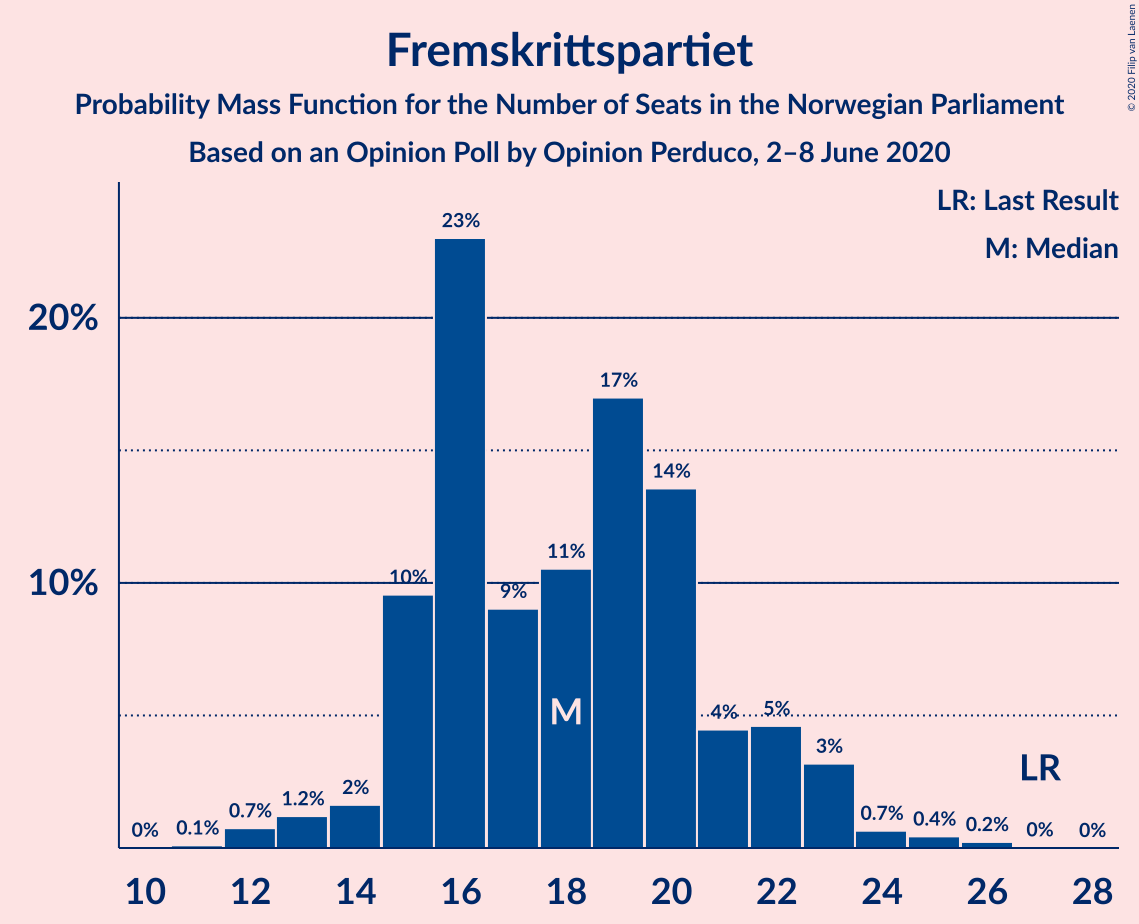 Fremskrittspartiet
Probability Mass Function for the Number of Seats in the Norwegian Parliament
Based on an Opinion Poll by Opinion Perduco, 2–8 June 2020
© 2020 Filip van Laenen
LR: Last Result
M: Median
20%
10%
0%
0.1%
0.7%
1.2%
2%
10%
23%
9%
11%
17%
14%
4%
5%
3%
0.7%
0.4%
0.2%
0%
0%
M
LR
10 12 14 16 18 20 22 24 26 28